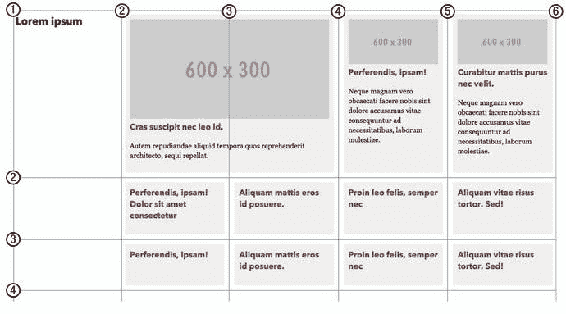 1 2 3 4 5 6
Lorem ipsum
600 x 300
Cras suscipit nec leo id.
Autem repudiandae aliquid tempora quos reprehenderit
architecto, sequi repellat.
600 x 300
Perferendis, ipsam!
Neque magnam vero
obcaecati facere nobis sint
dolore accusamus vitae
consequuntur ad
necessitatibus, laborum
molestiae.
600 x 300
Curabitur mattis purus
nec velit.
Neque magnam vero
obcaecati facere nobis sint
dolore accusamus vitae
consequuntur ad
necessitatibus, laborum
molestiae.
2
Perferendis, ipsam!
Dolor sit amet
consectetur
Aliquam mattis eros
id posuere.
Proin leo felis, semper
nec
Aliquam vitae risus
tortor. Sed!
3
Perferendis, ipsam!
Aliquam mattis eros
id posuere.
Proin leo felis, semper
nec
Aliquam vitae risus
tortor. Sed!
4